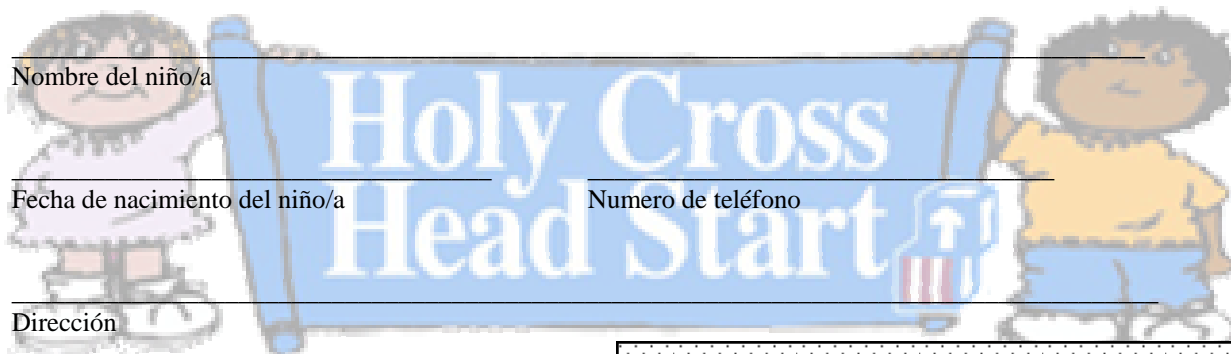 Nombre del niño/a
Holy Cross
Fecha de nacimiento del niño/a Numero de teléfono
Head Start
Dirección